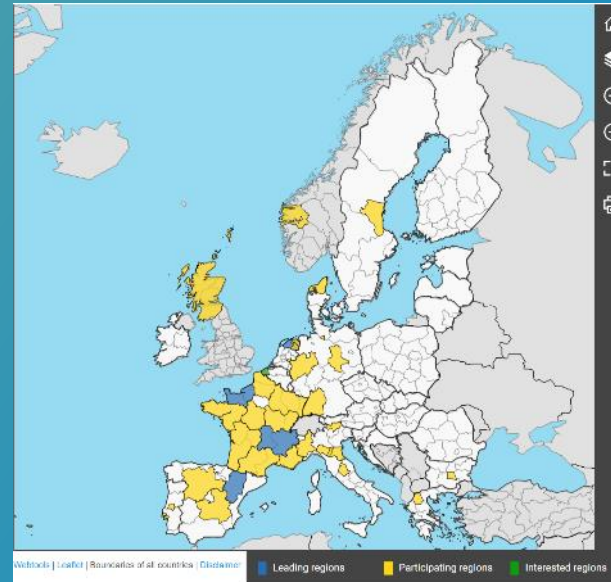 Webtools | Leaflet | Boundaries of all countries | Disclaimer
Leading regions
Participating regions
Interested regions